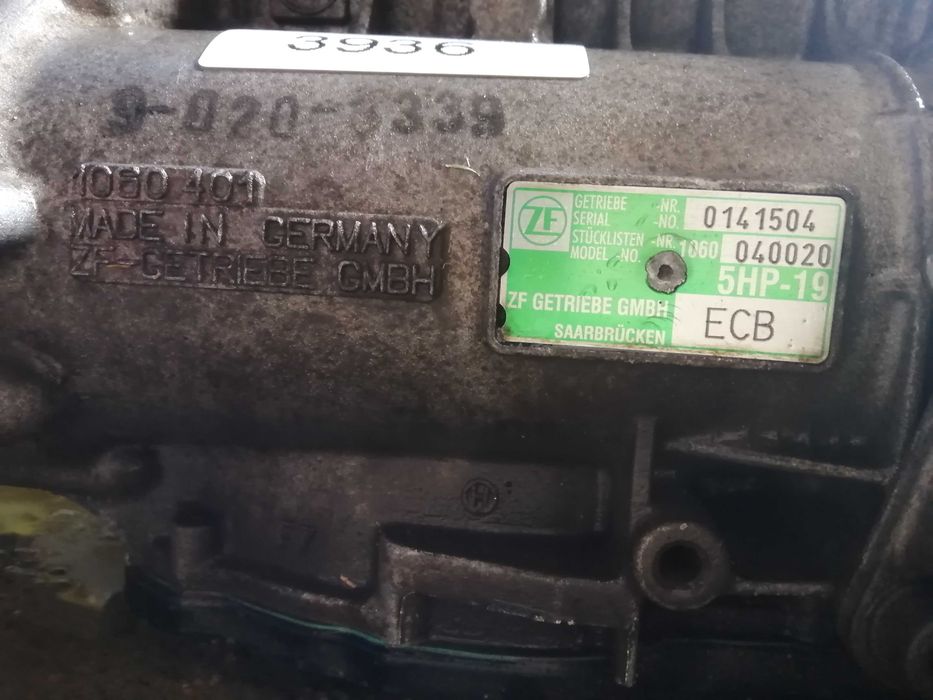 3936
9-020-3339
1060 401
MADE IN GERMANY
ZF-GETRIEBE GMBH
ZF
GETRIEBE -NR.
SERIAL -NO.
0141504
STÜCKLISTEN -NR.
MODEL -NO.
1060
040020
5HP-19
ZF GETRIEBE GMBH
SAARBRÜCKEN
ECB
H
57